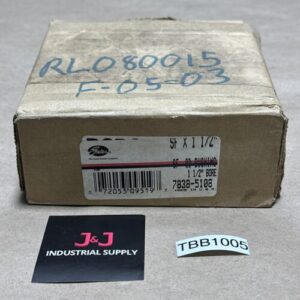 RL080015
F-05-03
Gates
SF X 1 1/2"
SF QD BUSHING
1 1/2" BORE
7838-5108
J&J
INDUSTRIAL SUPPLY
TBB1005